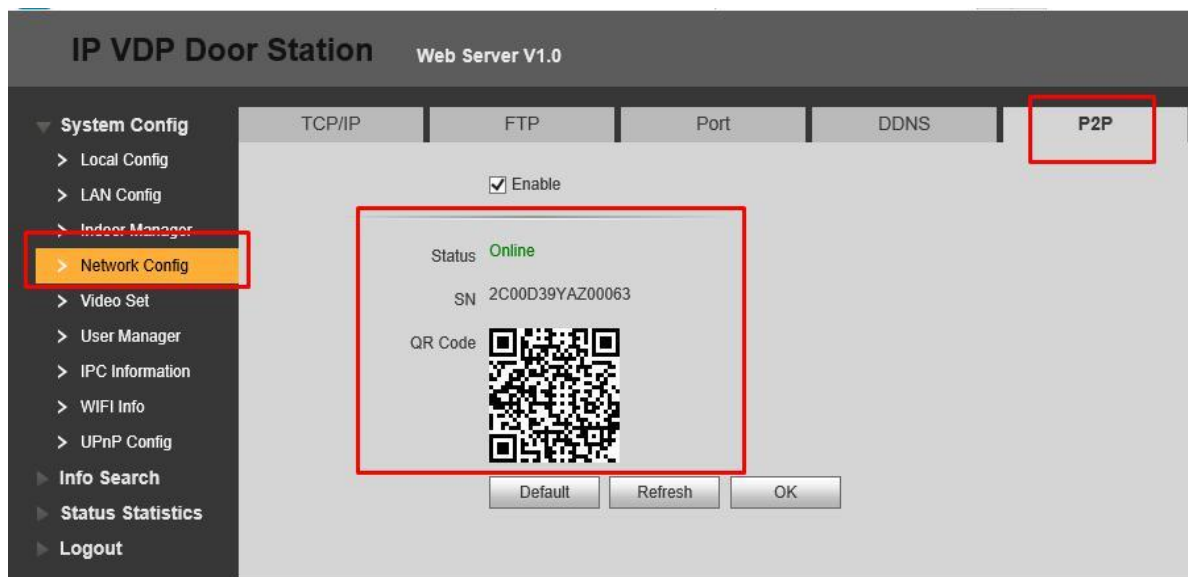 IP VDP Door Station Web Server V1.0
System Config
Local Config
LAN Config
Indoor Manager
Network Config
Video Set
User Manager
IPC Information
WIFI Info
UPnP Config
Info Search
Status Statistics
Logout
TCP/IP FTP Port DDNS P2P
Enable
Status Online
SN 2C00D39YAZ00063
QR Code
Default Refresh OK